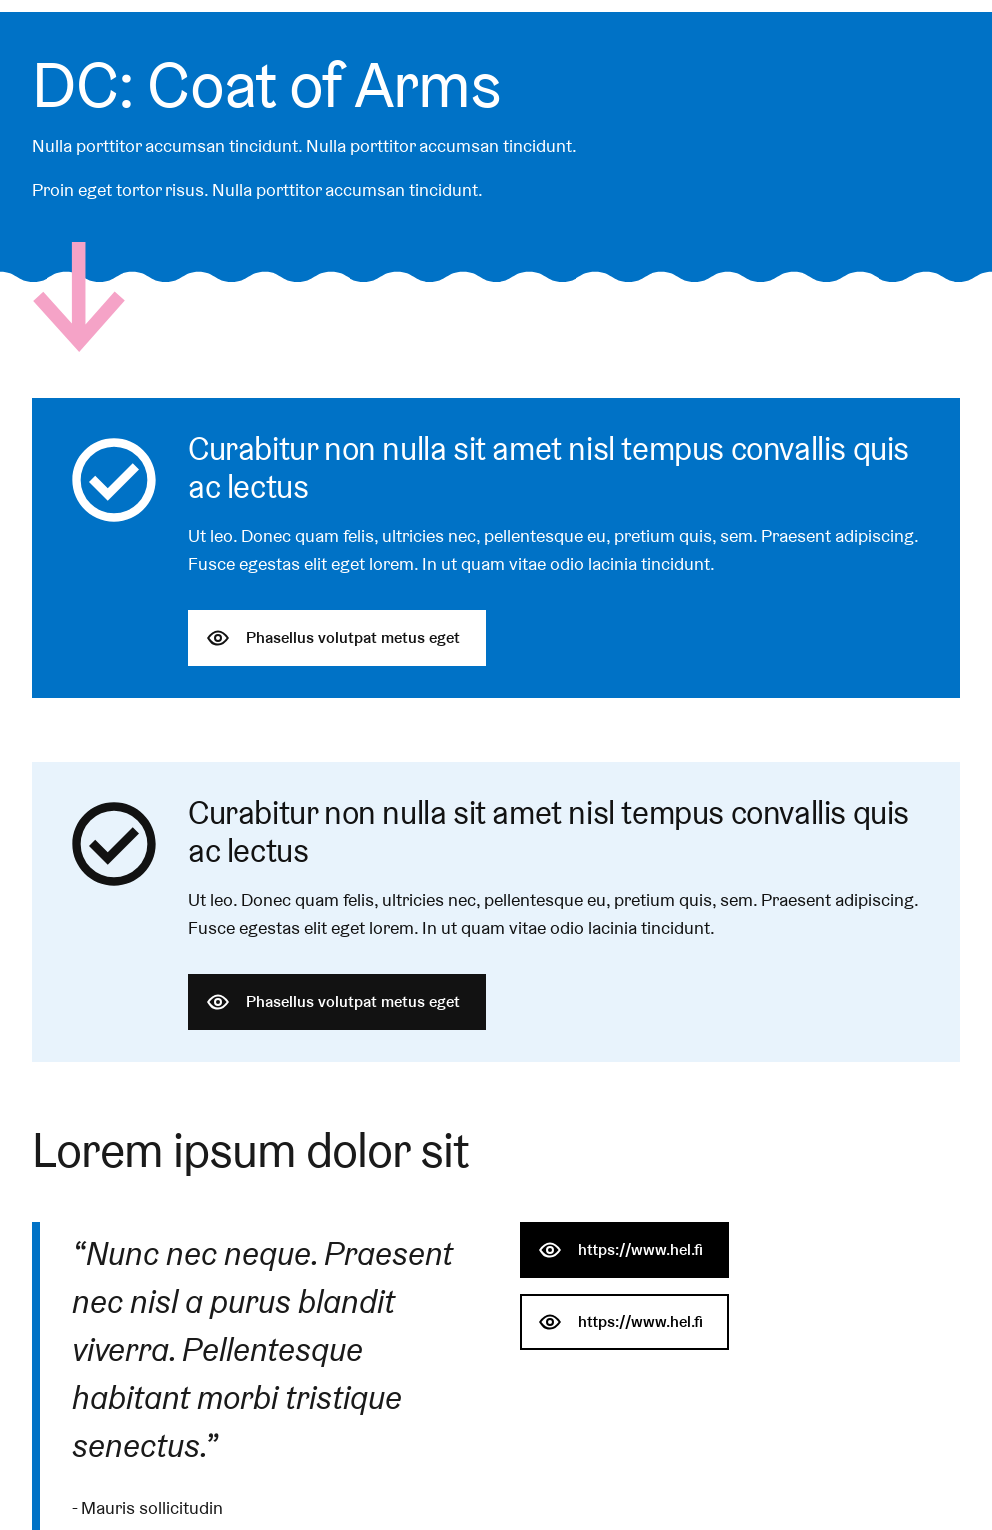 DC: Coat of Arms
Nulla porttitor accumsan tincidunt. Nulla porttitor accumsan tincidunt.
Proin eget tortor risus. Nulla porttitor accumsan tincidunt.
Curabitur non nulla sit amet nisl tempus convallis quis
ac lectus
Ut leo. Donec quam felis, ultricies nec, pellentesque eu, pretium quis, sem. Praesent adipiscing.
Fusce egestas elit eget lorem. In ut quam vitae odio lacinia tincidunt.
Phasellus volutpat metus eget
Curabitur non nulla sit amet nisl tempus convallis quis
ac lectus
Ut leo. Donec quam felis, ultricies nec, pellentesque eu, pretium quis, sem. Praesent adipiscing.
Fusce egestas elit eget lorem. In ut quam vitae odio lacinia tincidunt.
Phasellus volutpat metus eget
Lorem ipsum dolor sit
“Nunc nec neque. Praesent
nec nisl a purus blandit
viverra. Pellentesque
habitant morbi tristique
senectus.”
- Mauris sollicitudin
https://www.hel.fi
https://www.hel.fi